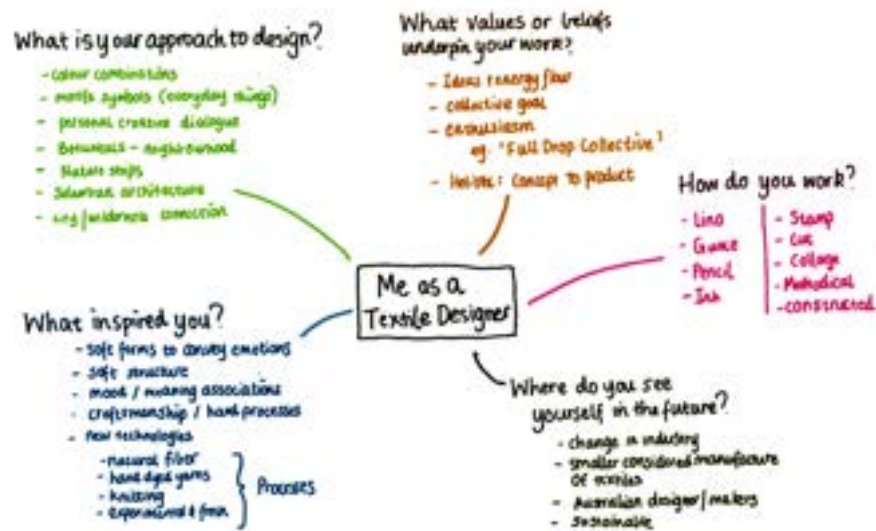 What is your approach to design?
- colour combinations
- motifs symbols (everyday things)
- personal creative dialogue
- Botanicals - neighbourhood
- Nature strips
- Suburban architecture
- city/wilderness connection
What values or beliefs
underpin your work?
- Ideas energy flow
- collective goal
- enthusiasm
eg. "Full Drop Collective"
- Holistic: Concept to product
How do you work?
- Lino
- Pencil
- Ink
- Stamp
- Cut
- Collage
- Methodical
- constructed
Me as a
Textile Designer
What inspired you?
- soft forms to convey emotions
- soft structure
- mood / meaning associations
- craftsmanship / hand processes
- new technologies
- natural fiber
- hand dyed yarns
- knitting
- experimental &
Processes
Where do you see
yourself in the future?
- change in industry
- smaller considered manufacture
of textiles
- Australian designer/makers
- sustainable